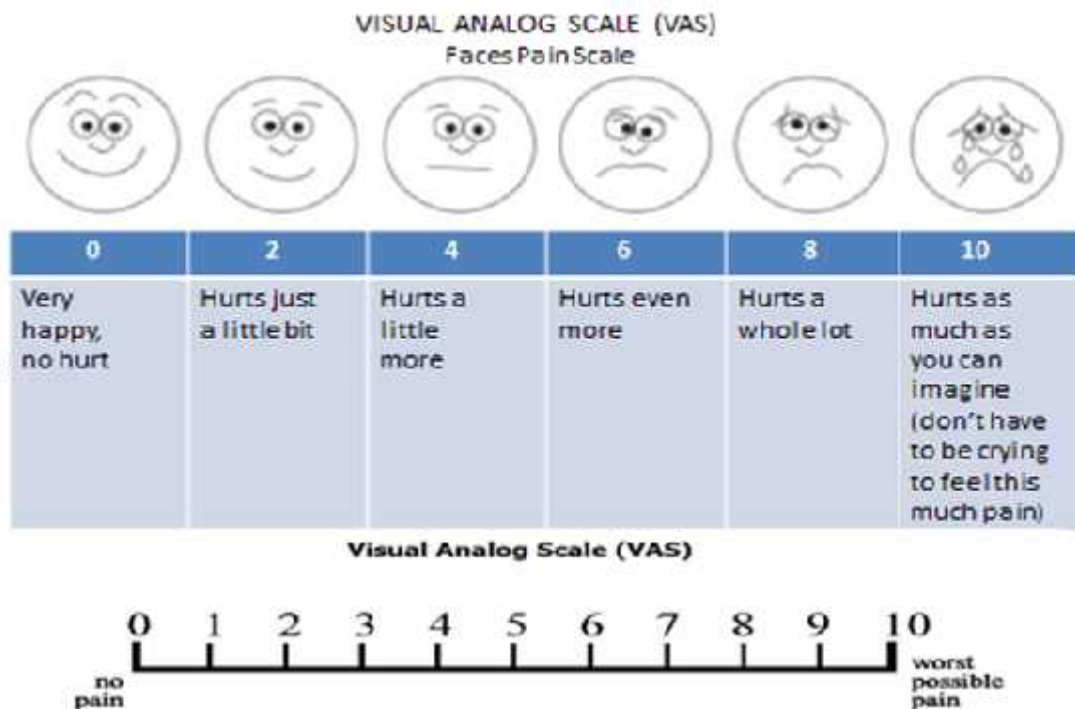 VISUAL ANALOG SCALE (VAS)
Faces Pain Scale
0 2 4 6 8 10
Very
happy,
no hurt
Hurts just
a little bit
Hurts a
little
more
Hurts even
more
Hurts a
whole lot
Hurts as
much as
you can
imagine
(don't have
to be crying
to feel this
much pain)
Visual Analog Scale (VAS)
0 1 2 3 4 5 6 7 8 9 10
no
pain
worst
possible
pain